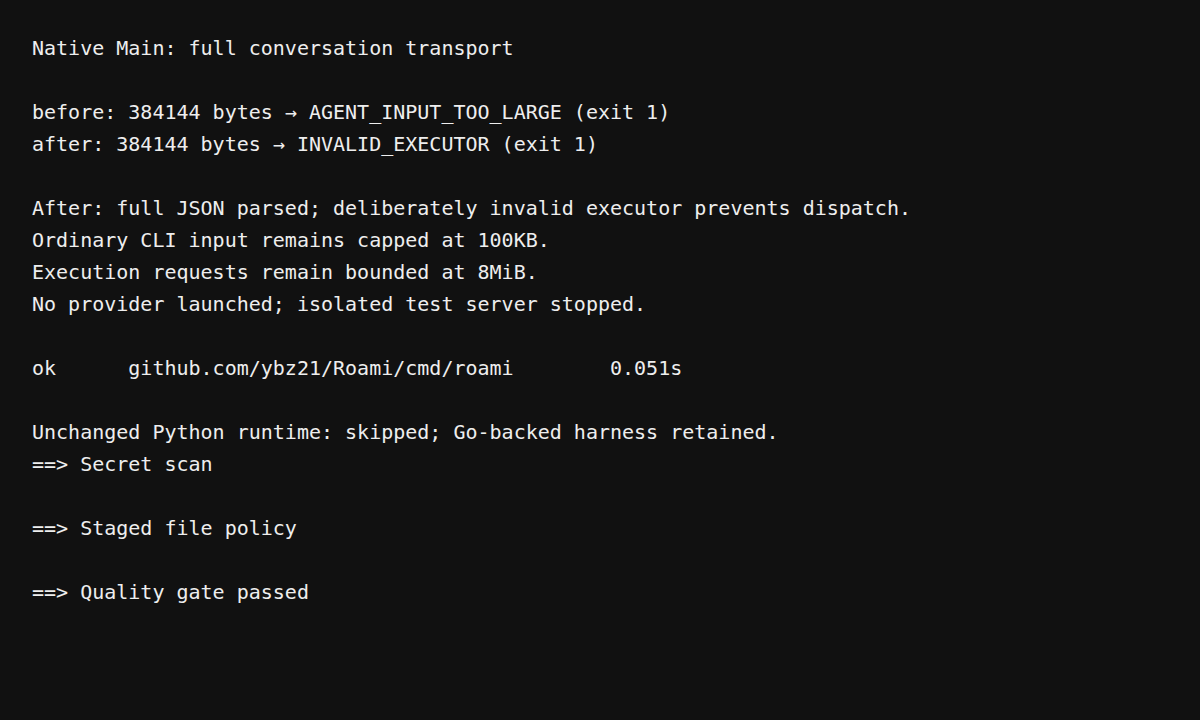 Native Main: full conversation transport
before: 384144 bytes → AGENT_INPUT_TOO_LARGE (exit 1)
after: 384144 bytes → INVALID_EXECUTOR (exit 1)
After: full JSON parsed; deliberately invalid executor prevents dispatch.
Ordinary CLI input remains capped at 100KB.
Execution requests remain bounded at 8MiB.
No provider launched; isolated test server stopped.
ok      github.com/ybz21/Roami/cmd/roami        0.051s
Unchanged Python runtime: skipped; Go-backed harness retained.
==> Secret scan
==> Staged file policy
==> Quality gate passed